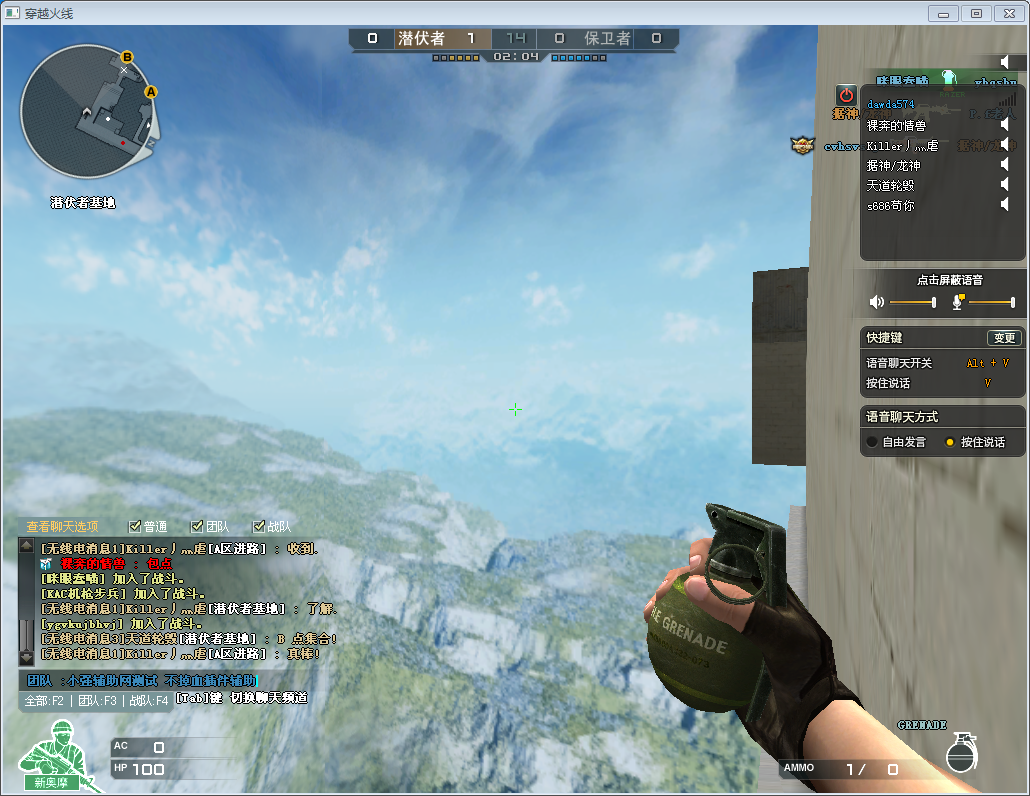 穿越火线
0 潜伏者 1 14 0 保卫者 0
02:04
B
A
潜伏者基地
眯眼奎喃
dawda574
裸奔的情兽
Killer丿灬虐
据神/龙神
天道轮毁
s686苟你
点击屏蔽语音
快捷键 变更
语音聊天开关 Alt + V
按住说话 V
语音聊天方式
自由发言 按住说话
查看聊天选项 普通 团队 战队
[无线电消息1]Killer丿灬虐[A区进路] : 收到.
裸奔的情兽 : 包点
加入了战斗。
[KAC机枪步兵] 加入了战斗。
[无线电消息1]Killer丿灬虐[潜伏者基地] : 了解.
[ygvkujbhvj] 加入了战斗。
[无线电消息3]天道轮毁[潜伏者基地] : B 点集合!
[无线电消息1]Killer丿灬虐[A区进路] : 真棒!
团队 :小强辅助网测试 不掉血插件辅助
全部:F2 | 团队:F3 | 战队:F4 [Tab]键 切换聊天频道
GRENADE
GRENADE
AC 0
HP 100
新奥摩
AMMO 1/ 0